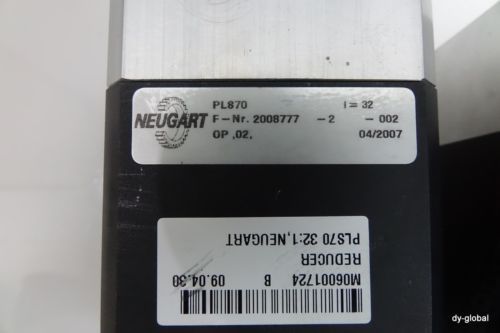 PLS70 i = 32
NEUGART
F-Nr. 2008777 -2 -002
OP ,02, 04/2007
M06001724 B 09.04.30
REDUCER
PLS70 32:1,NEUGART
dy-global